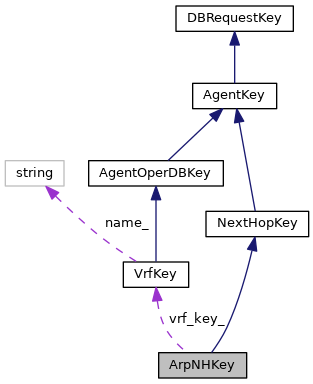 DBRequestKey
AgentKey
string
AgentOperDBKey
name_
NextHopKey
VrfKey
vrf_key_
ArpNHKey